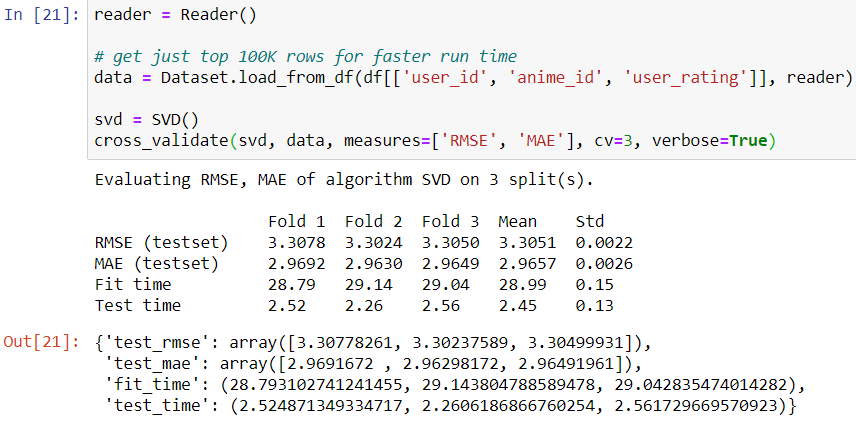 In [21]: reader = Reader()
# get just top 100K rows for faster run time
data = Dataset.load_from_df(df[['user_id', 'anime_id', 'user_rating']], reader)
svd = SVD()
cross_validate(svd, data, measures=['RMSE', 'MAE'], cv=3, verbose=True)
Evaluating RMSE, MAE of algorithm SVD on 3 split(s).
Fold 1 Fold 2 Fold 3 Mean Std
RMSE (testset) 3.3078 3.3024 3.3050 3.3051 0.0022
MAE (testset) 2.9692 2.9630 2.9649 2.9657 0.0026
Fit time 28.79 29.14 29.04 28.99 0.15
Test time 2.52 2.26 2.56 2.45 0.13
Out[21]: {'test_rmse': array([3.30778261, 3.30237589, 3.30499931]),
'test_mae': array([2.9691672 , 2.96298172, 2.96491961]),
'fit_time': (28.793102741241455, 29.143804788589478, 29.042835474014282),
'test_time': (2.524871349334717, 2.2606186866760254, 2.561729669570923)}